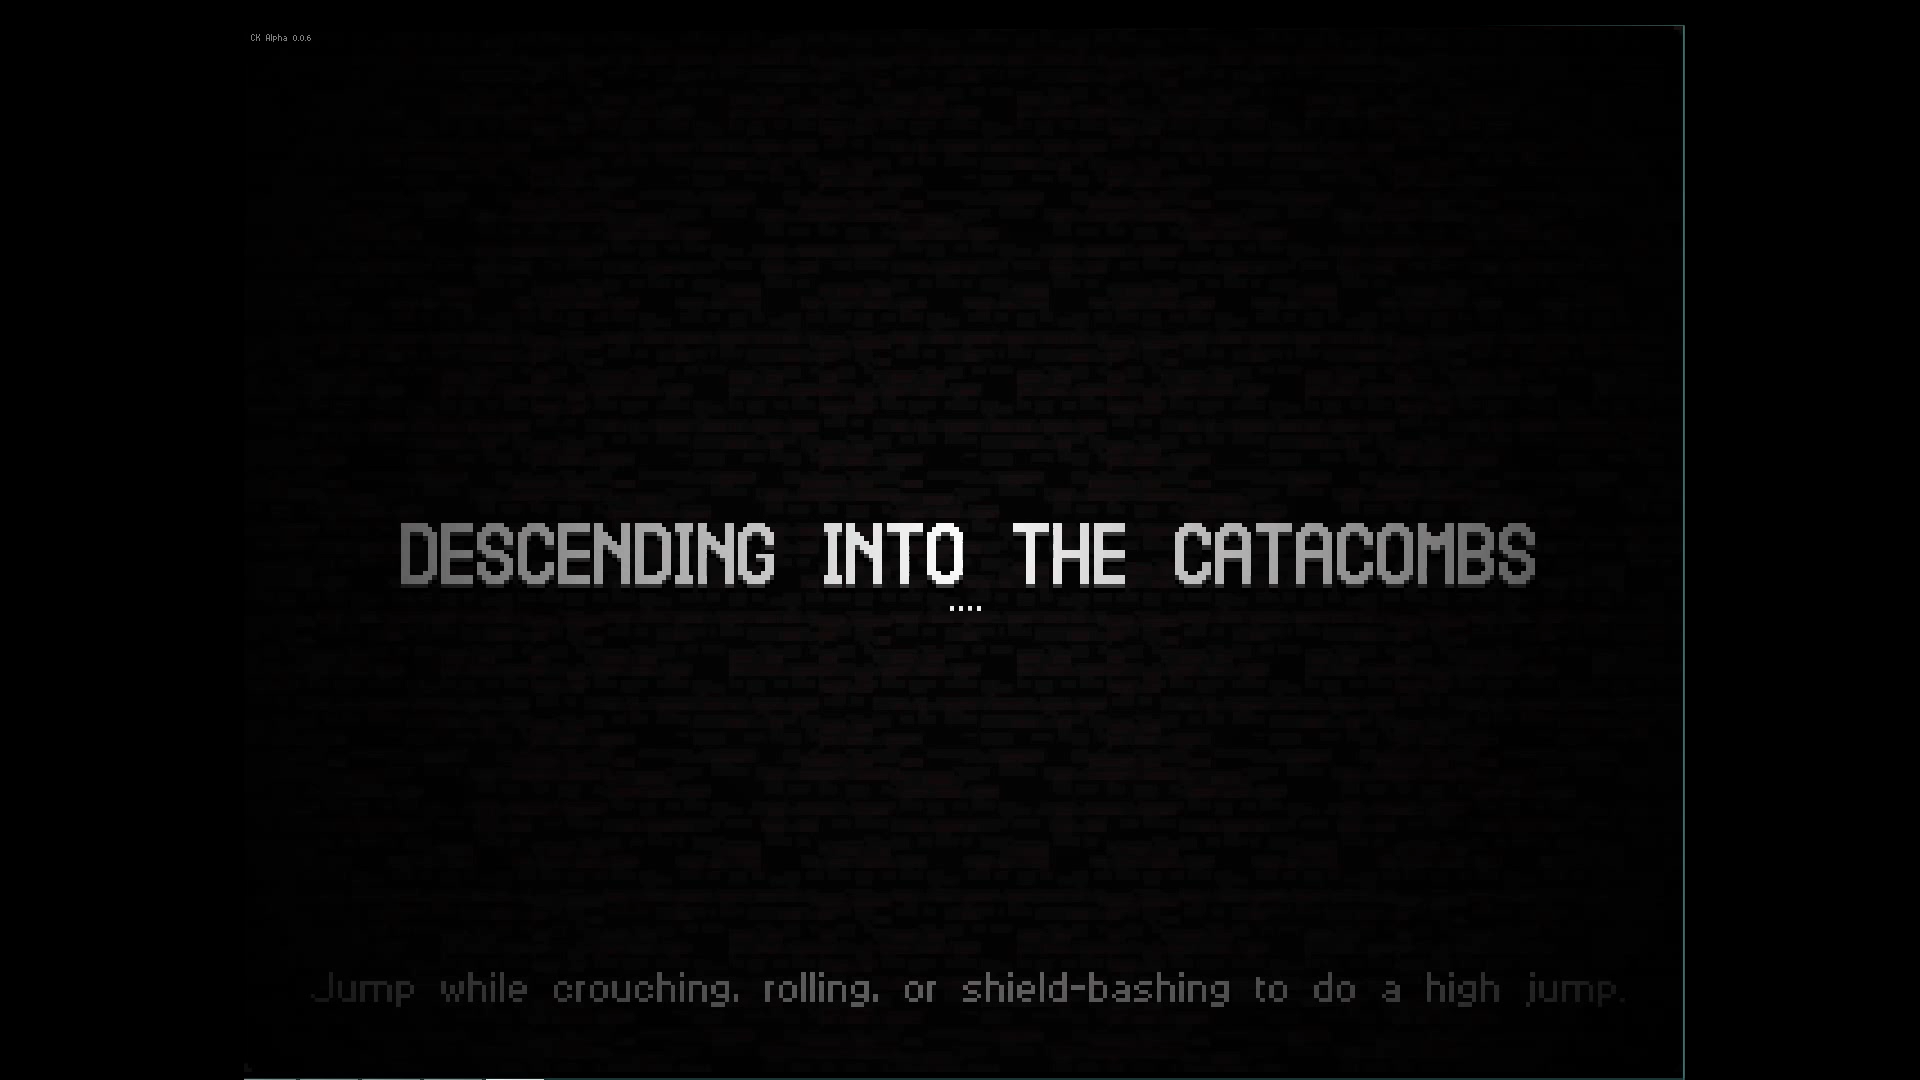 CK Alpha 0.0.6
DESCENDING INTO THE CATACOMBS
....
Jump while crouching, rolling, or shield-bashing to do a high jump.